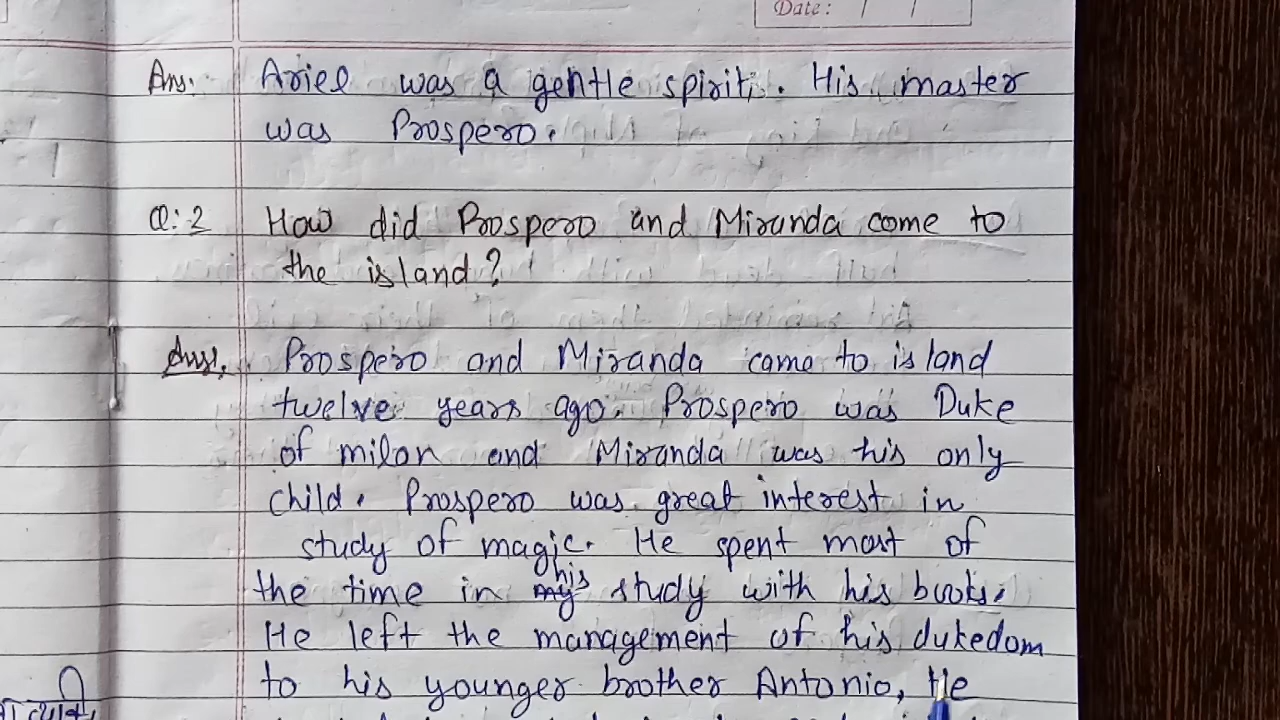 Date: / /
Ans. Ariel was a gentle spirit. His master
was Prospero.
Q:2 How did Prospero and Miranda come to
the island?
Ans. Prospero and Miranda came to island
twelve years ago. Prospero was Duke
of milan and Miranda was his only
child. Prospero was great interest in
study of magic. He spent most of
the time in his study with his books.
He left the management of his dukedom
to his younger brother Antonio, He